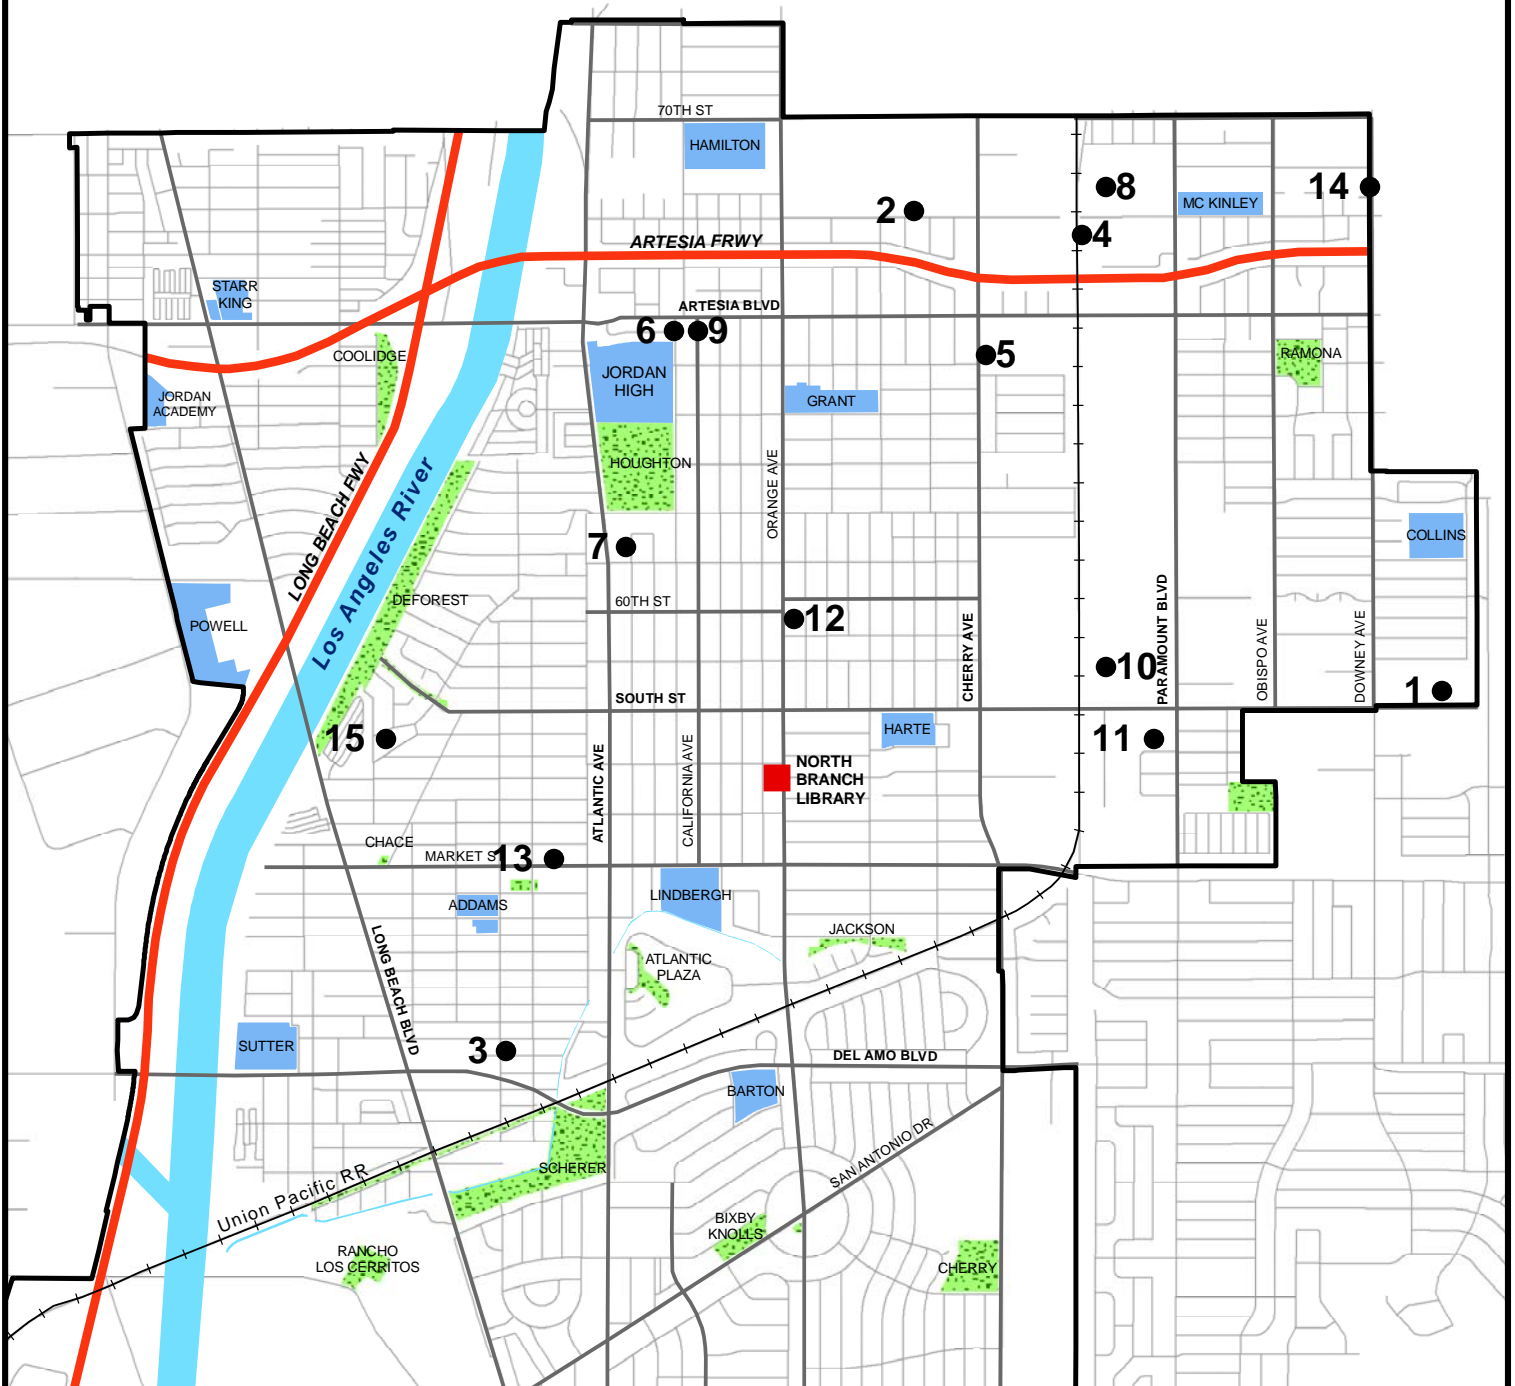 70TH ST
HAMILTON
8
14
2
MC KINLEY
4
ARTESIA FRWY
STARR
KING
ARTESIA BLVD
6
9
5
COOLIDGE
RAMONA
JORDAN
HIGH
JORDAN
ACADEMY
GRANT
HOUGHTON
ORANGE AVE
LONG BEACH FWY
Los Angeles River
COLLINS
7
DEFOREST
60TH ST
12
POWELL
CHERRY AVE
PARAMOUNT BLVD
OBISPO AVE
DOWNEY AVE
10
1
SOUTH ST
15
HARTE
11
ATLANTIC AVE
CALIFORNIA AVE
NORTH
BRANCH
LIBRARY
CHACE
MARKET ST
13
LINDBERGH
ADDAMS
JACKSON
LONG BEACH BLVD
ATLANTIC
PLAZA
SUTTER
3
DEL AMO BLVD
BARTON
SAN ANTONIO DR
SCHERER
Union Pacific RR
BIXBY
KNOLLS
RANCHO
LOS CERRITOS
CHERRY